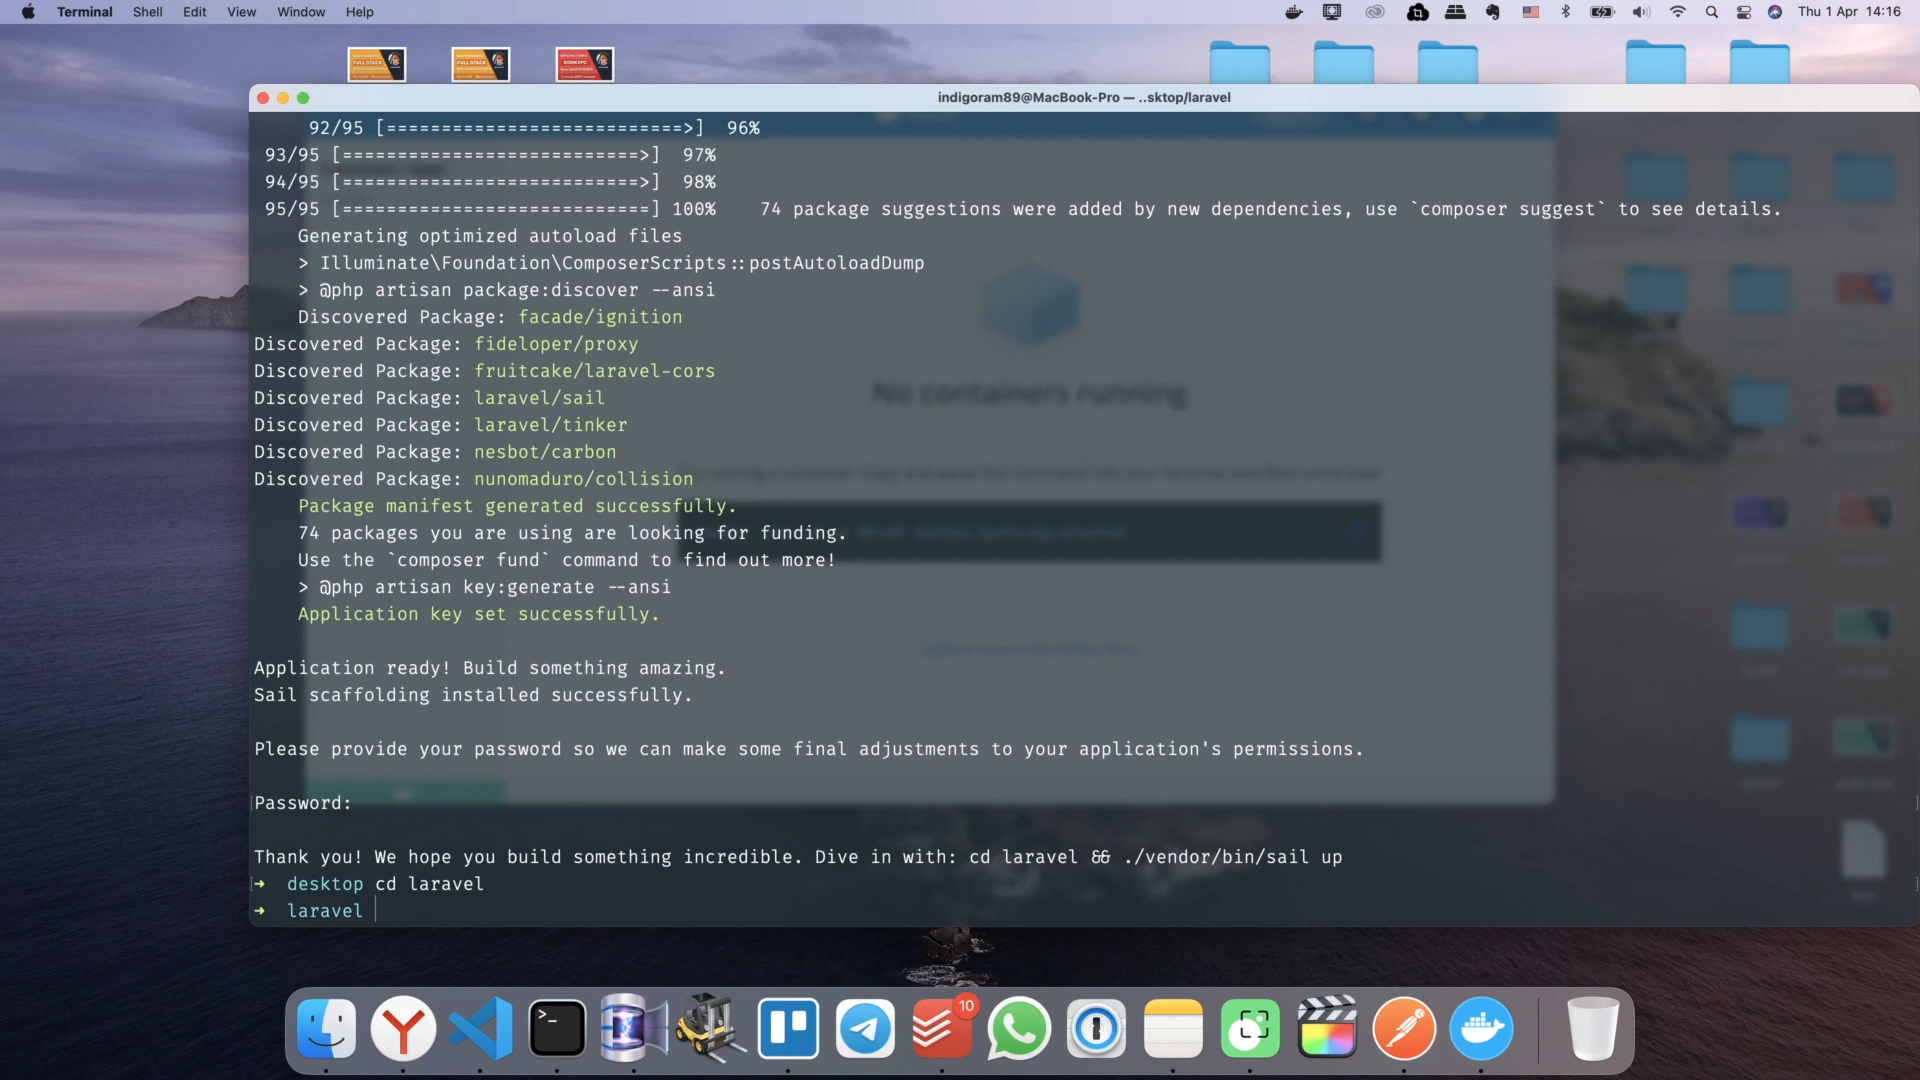 Terminal Shell Edit View Window Help Thu 1 Apr 14:16
indigoram89@MacBook-Pro — ..sktop/laravel
92/95 [===========================>] 96%
93/95 [===========================>] 97%
94/95 [===========================>] 98%
95/95 [============================] 100% 74 package suggestions were added by new dependencies, use `composer suggest` to see details.
Generating optimized autoload files
> Illuminate\Foundation\ComposerScripts::postAutoloadDump
> @php artisan package:discover --ansi
Discovered Package: facade/ignition
Discovered Package: fideloper/proxy
Discovered Package: fruitcake/laravel-cors
Discovered Package: laravel/sail
Discovered Package: laravel/tinker
Discovered Package: nesbot/carbon
Discovered Package: nunomaduro/collision
Package manifest generated successfully.
74 packages you are using are looking for funding.
Use the `composer fund` command to find out more!
> @php artisan key:generate --ansi
Application key set successfully.
Application ready! Build something amazing.
Sail scaffolding installed successfully.
Please provide your password so we can make some final adjustments to your application's permissions.
Password:
Thank you! We hope you build something incredible. Dive in with: cd laravel && ./vendor/bin/sail up
➜ desktop cd laravel
➜ laravel
No containers running
10